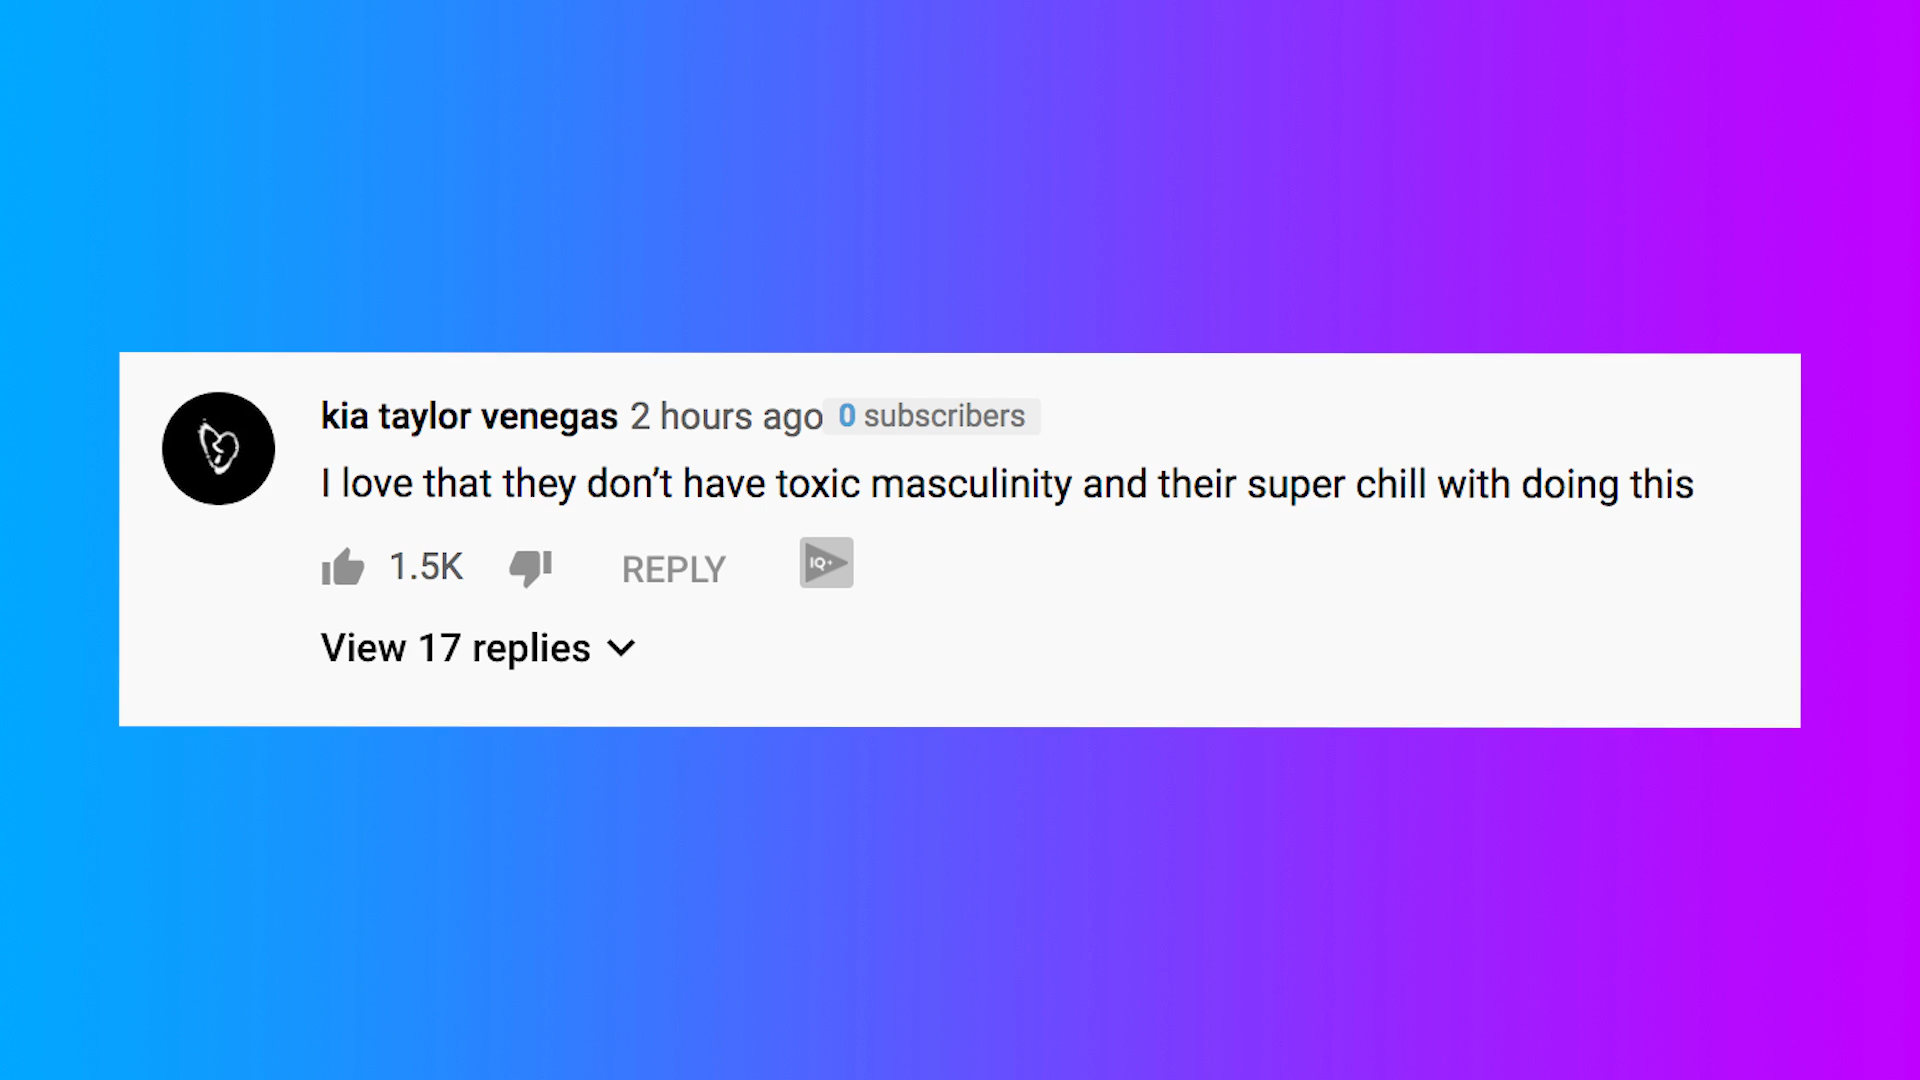 kia taylor venegas 2 hours ago 0 subscribers
I love that they don’t have toxic masculinity and their super chill with doing this
1.5K REPLY IQ+
View 17 replies